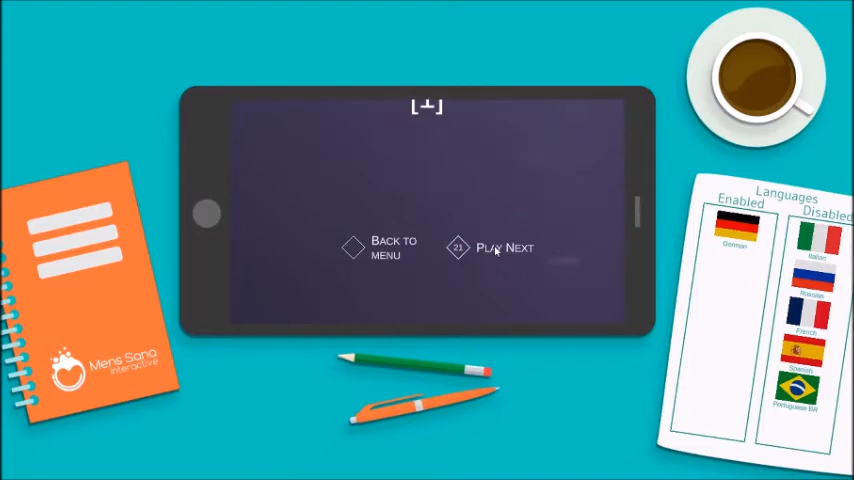 [1]
BACK TO
MENU
21
PLAY NEXT
Mens Sana
Interactive
Languages
Enabled
Disabled
German
Italian
Russian
French
Spanish
Portuguese BR